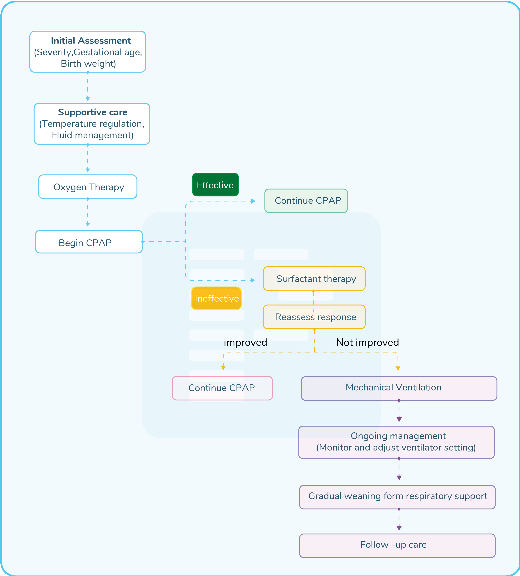 Initial Assessment
(Severity,Gestational age,
Birth weight)
Supportive care
(Temperature regulation,
Fluid management)
Oxygen Therapy
Begin CPAP
Effective
Continue CPAP
Ineffective
Surfactant therapy
Reassess response
improved
Not improved
Continue CPAP
Mechanical Ventilation
Ongoing management
(Monitor and adjust ventilator setting)
Gradual weaning form respiratory support
Follow -up care